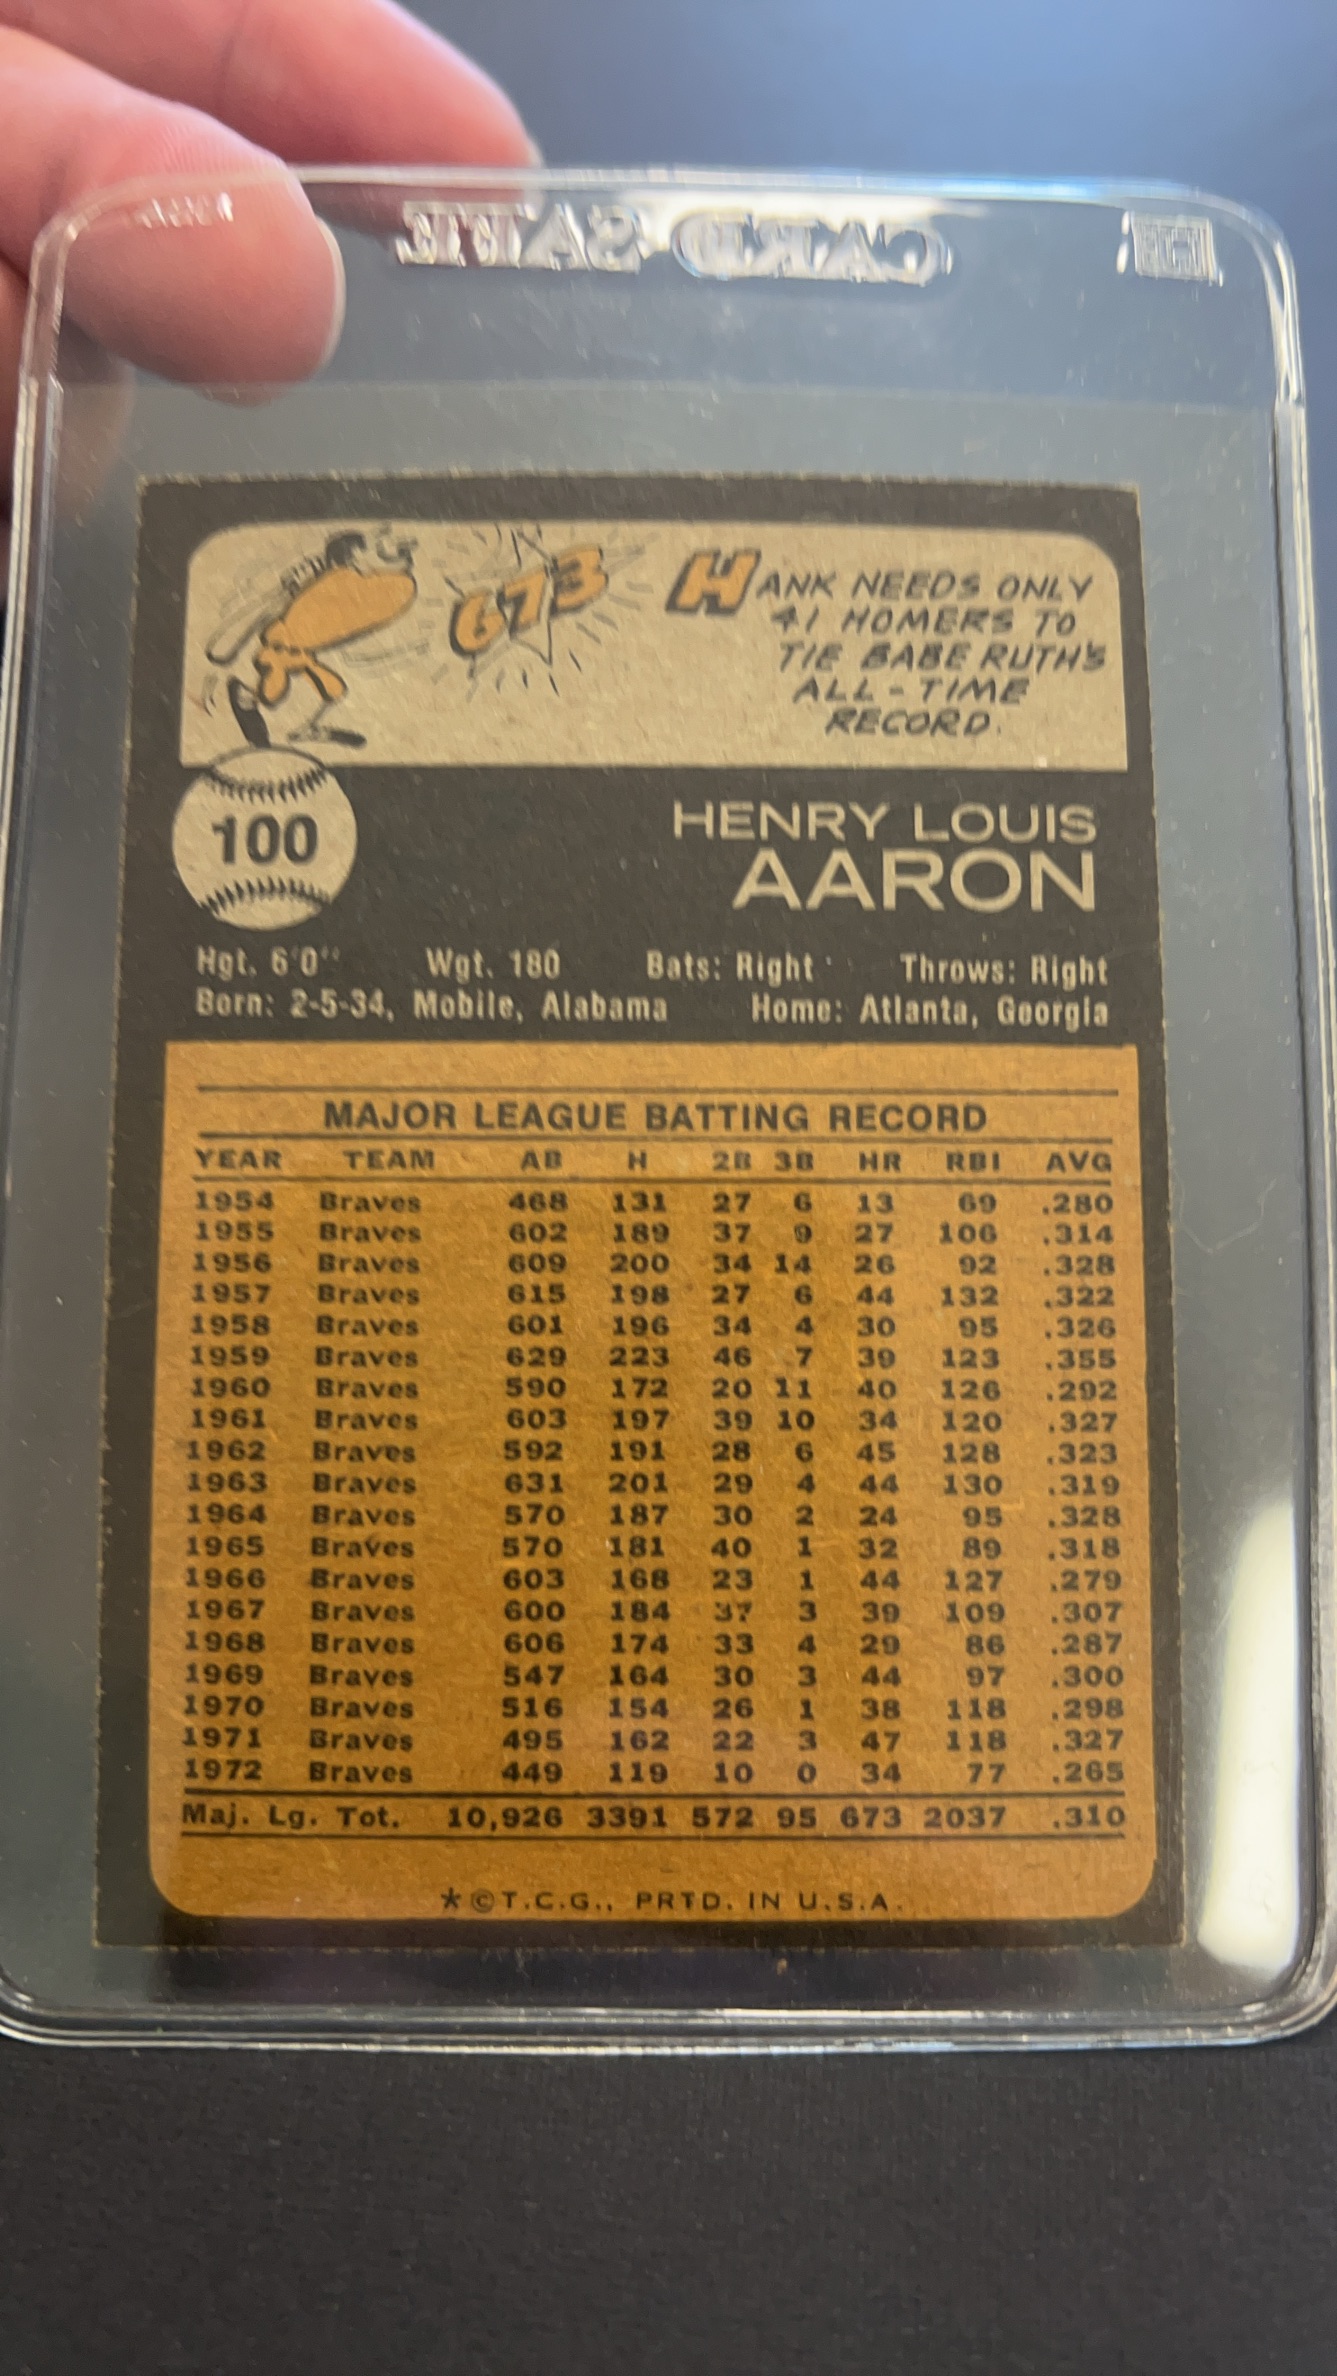 CARD SAFE
673
HANK NEEDS ONLY
41 HOMERS TO
TIE BABE RUTH'S
ALL-TIME
RECORD.
100
HENRY LOUIS
AARON
Hgt. 6'0" Wgt. 180 Bats: Right Throws: Right
Born: 2-5-34, Mobile, Alabama Home: Atlanta, Georgia
MAJOR LEAGUE BATTING RECORD
YEAR TEAM AB H 2B 3B HR RBI AVG
1954 Braves 468 131 27 6 13 69 .280
1955 Braves 602 189 37 9 27 106 .314
1956 Braves 609 200 34 14 26 92 .328
1957 Braves 615 198 27 6 44 132 .322
1958 Braves 601 196 34 4 30 95 .326
1959 Braves 629 223 46 7 39 123 .355
1960 Braves 590 172 20 11 40 126 .292
1961 Braves 603 197 39 10 34 120 .327
1962 Braves 592 191 28 6 45 128 .323
1963 Braves 631 201 29 4 44 130 .319
1964 Braves 570 187 30 2 24 95 .328
1965 Braves 570 181 40 1 32 89 .318
1966 Braves 603 168 23 1 44 127 .279
1967 Braves 600 184 37 3 39 109 .307
1968 Braves 606 174 33 4 29 86 .287
1969 Braves 547 164 30 3 44 97 .300
1970 Braves 516 154 26 1 38 118 .298
1971 Braves 495 162 22 3 47 118 .327
1972 Braves 449 119 10 0 34 77 .265
Maj. Lg. Tot. 10,926 3391 572 95 673 2037 .310
*©T.C.G., PRTD. IN U.S.A.